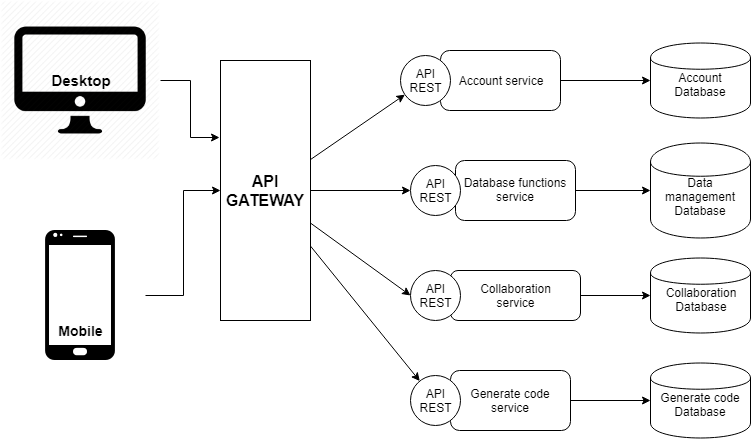 Desktop
Mobile
API
GATEWAY
API
REST
Account service
Account
Database
API
REST
Database functions
service
Data
management
Database
API
REST
Collaboration
service
Collaboration
Database
API
REST
Generate code
service
Generate code
Database